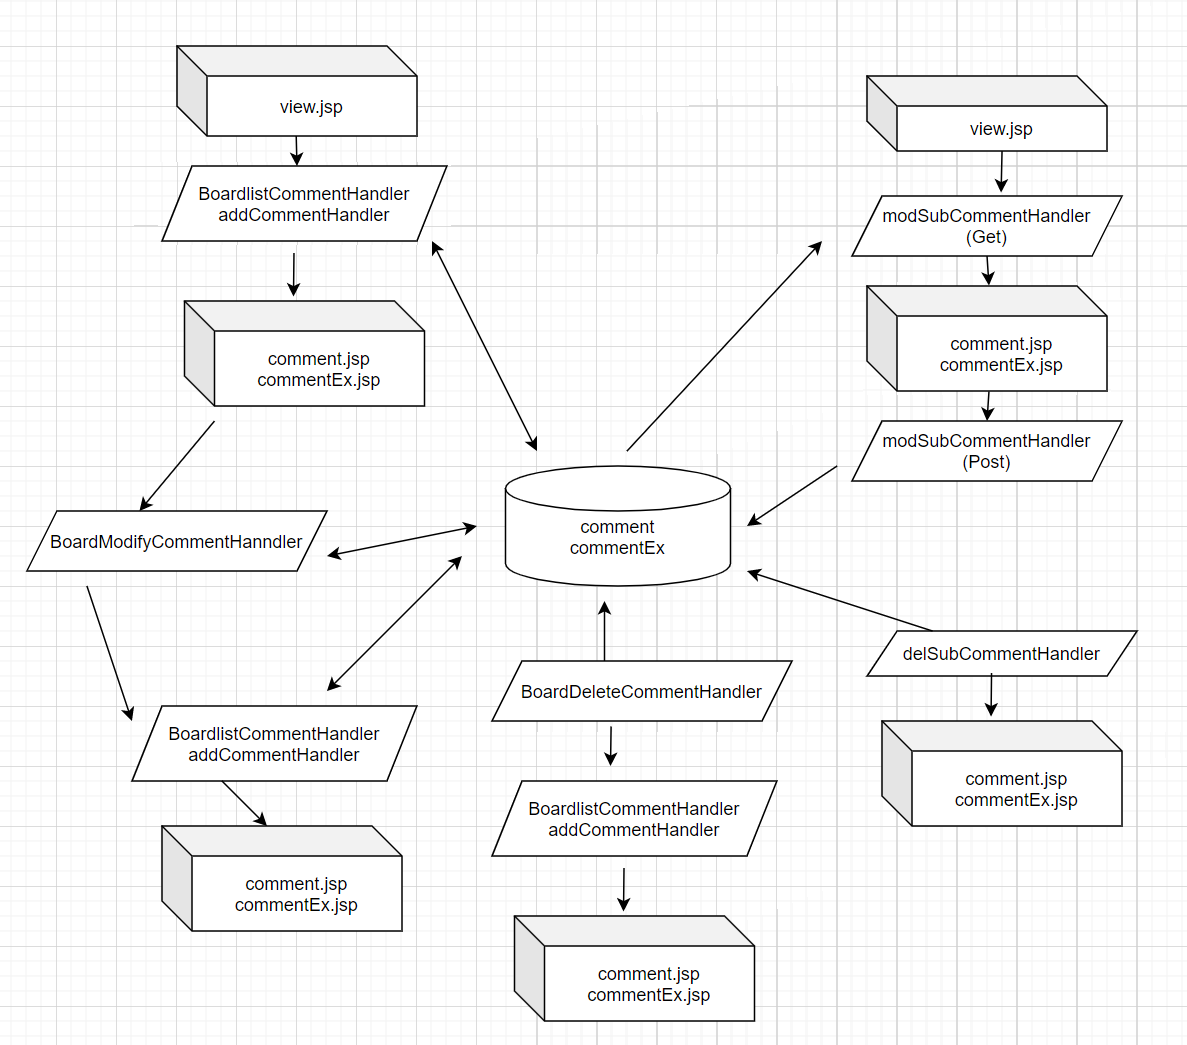 view.jsp
BoardlistCommentHandler
addCommentHandler
comment.jsp
commentEx.jsp
BoardModifyCommentHanndler
BoardlistCommentHandler
addCommentHandler
comment.jsp
commentEx.jsp
comment
commentEx
BoardDeleteCommentHandler
BoardlistCommentHandler
addCommentHandler
comment.jsp
commentEx.jsp
view.jsp
modSubCommentHandler
(Get)
comment.jsp
commentEx.jsp
modSubCommentHandler
(Post)
delSubCommentHandler
comment.jsp
commentEx.jsp